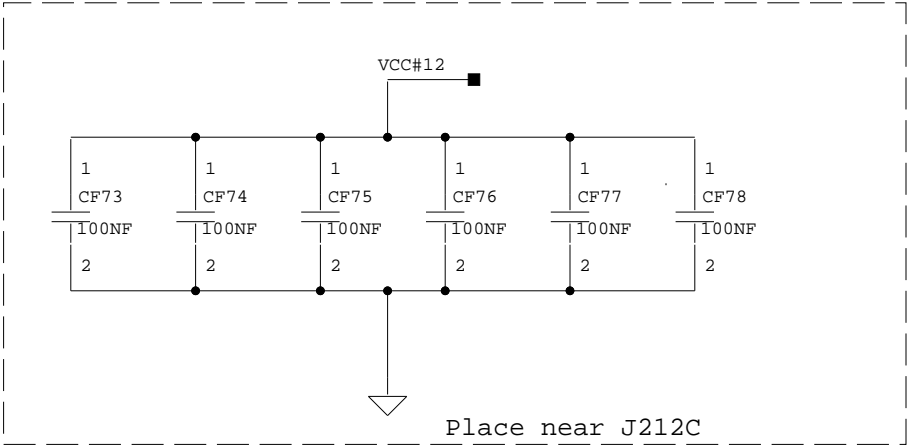 VCC#12
1 1 1 1 1 1
CF73 CF74 CF75 CF76 CF77 CF78
100NF 100NF 100NF 100NF 100NF 100NF
2 2 2 2 2 2
Place near J212C